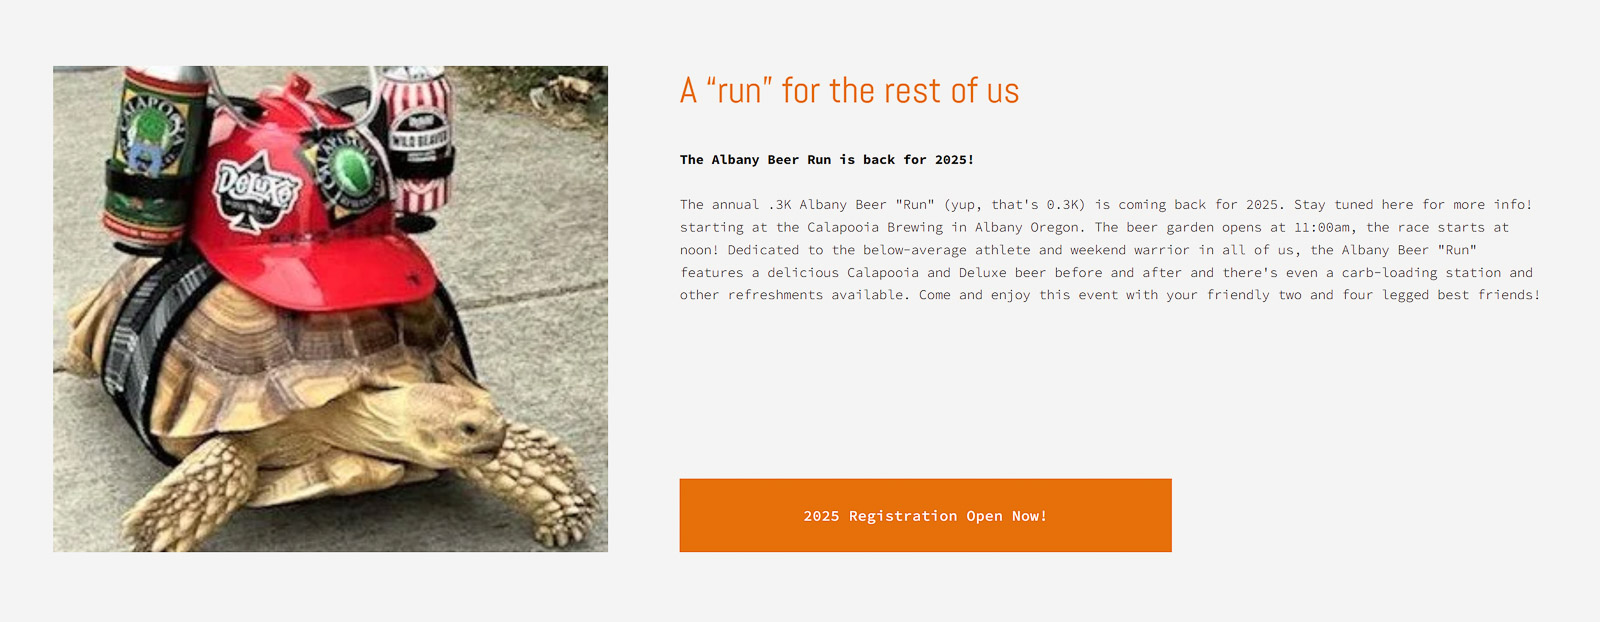 CALAPOOIA
WILD BEAVER
DeLuxe
CALAPOOIA
A “run” for the rest of us
The Albany Beer Run is back for 2025!
The annual .3K Albany Beer "Run" (yup, that's 0.3K) is coming back for 2025. Stay tuned here for more info!
starting at the Calapooia Brewing in Albany Oregon. The beer garden opens at 11:00am, the race starts at
noon! Dedicated to the below-average athlete and weekend warrior in all of us, the Albany Beer "Run"
features a delicious Calapooia and Deluxe beer before and after and there's even a carb-loading station and
other refreshments available. Come and enjoy this event with your friendly two and four legged best friends!
2025 Registration Open Now!